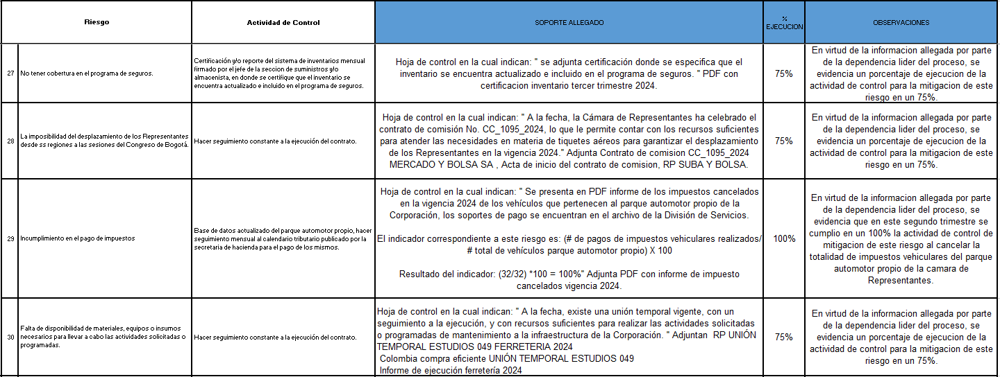 Riesgo
Actividad de Control
SOPORTE ALLEGADO
%
EJECUCION
OBSERVACIONES
27
No tener cobertura en el programa de seguros.
Certificación y/o reporte del sistema de inventarios mensual
firmado por el jefe de la seccion de suministros y/o
almacenista, en donde se certifique que el inventario se
encuentra actualizado e incluido en el programa de seguros.
Hoja de control en la cual indican: " se adjunta certificación donde se especifica que el
inventario se encuentra actualizado e incluido en el programa de seguros. " PDF con
certificacion inventario tercer trimestre 2024.
75%
En virtud de la informacion allegada por parte
de la dependencia lider del proceso, se
evidencia un porcentaje de ejecucion de la
actividad de control para la mitigacion de este
riesgo en un 75%.
28
La imposibilidad del desplazamiento de los Representantes
desde ss regiones a las sesiones del Congreso de Bogotá.
Hacer seguimiento constante a la ejecución del contrato.
Hoja de control en la cual indican: " A la fecha, la Cámara de Representantes ha celebrado el
contrato de comisión No. CC_1095_2024, lo que le permite contar con los recursos suficientes
para atender las necesidades en materia de tiquetes aéreos para garantizar el desplazamiento
de los Representantes en la vigencia 2024." Adjunta Contrato de comision CC_1095_2024
MERCADO Y BOLSA SA , Acta de inicio del contrato de comision, RP SUBA Y BOLSA.
75%
En virtud de la informacion allegada por parte
de la dependencia lider del proceso, se
evidencia un porcentaje de ejecucion de la
actividad de control para la mitigacion de este
riesgo en un 75%.
29
Incumplimiento en el pago de impuestos
Base de datos actualizado del parque automotor propio, hacer
seguimiento mensual al calendario tributario publicado por la
secretaria de hacienda para el pago de los mismos.
Hoja de control en la cual indican: " Se presenta en PDF informe de los impuestos cancelados
en la vigencia 2024 de los vehículos que pertenecen al parque automotor propio de la
Corporación, los soportes de pago se encuentran en el archivo de la División de Servicios.
El indicador correspondiente a este riesgo es: (# de pagos de impuestos vehiculares realizados/
# total de vehículos parque automotor propio) X 100
Resultado del indicador: (32/32) *100 = 100%" Adjunta PDF con informe de impuesto
cancelados vigencia 2024.
100%
En virtud de la informacion allegada por parte
de la dependencia lider del proceso, se
evidencia que en este segundo trimestre se
cumplio en un 100% la actividad de control de
mitigacion de este riesgo al cancelar la
totalidad de impuestos vehiculares del parque
automotor propio de la camara de
Representantes.
30
Falta de disponibilidad de materiales, equipos o insumos
necesarios para llevar a cabo las actividades solicitadas o
programadas.
Hacer seguimiento constante a la ejecución del contrato.
Hoja de control en la cual indican: " A la fecha, existe una unión temporal vigente, con un
seguimiento a la ejecución, y con recursos suficientes para realizar las actividades solicitadas
o programadas de mantenimiento a la infraestructura de la Corporación. " Adjuntan RP UNIÓN
TEMPORAL ESTUDIOS 049 FERRETERIA 2024
Colombia compra eficiente UNIÓN TEMPORAL ESTUDIOS 049
Informe de ejecución ferretería 2024
75%
En virtud de la informacion allegada por parte
de la dependencia lider del proceso, se
evidencia un porcentaje de ejecucion de la
actividad de control para la mitigacion de este
riesgo en un 75%.